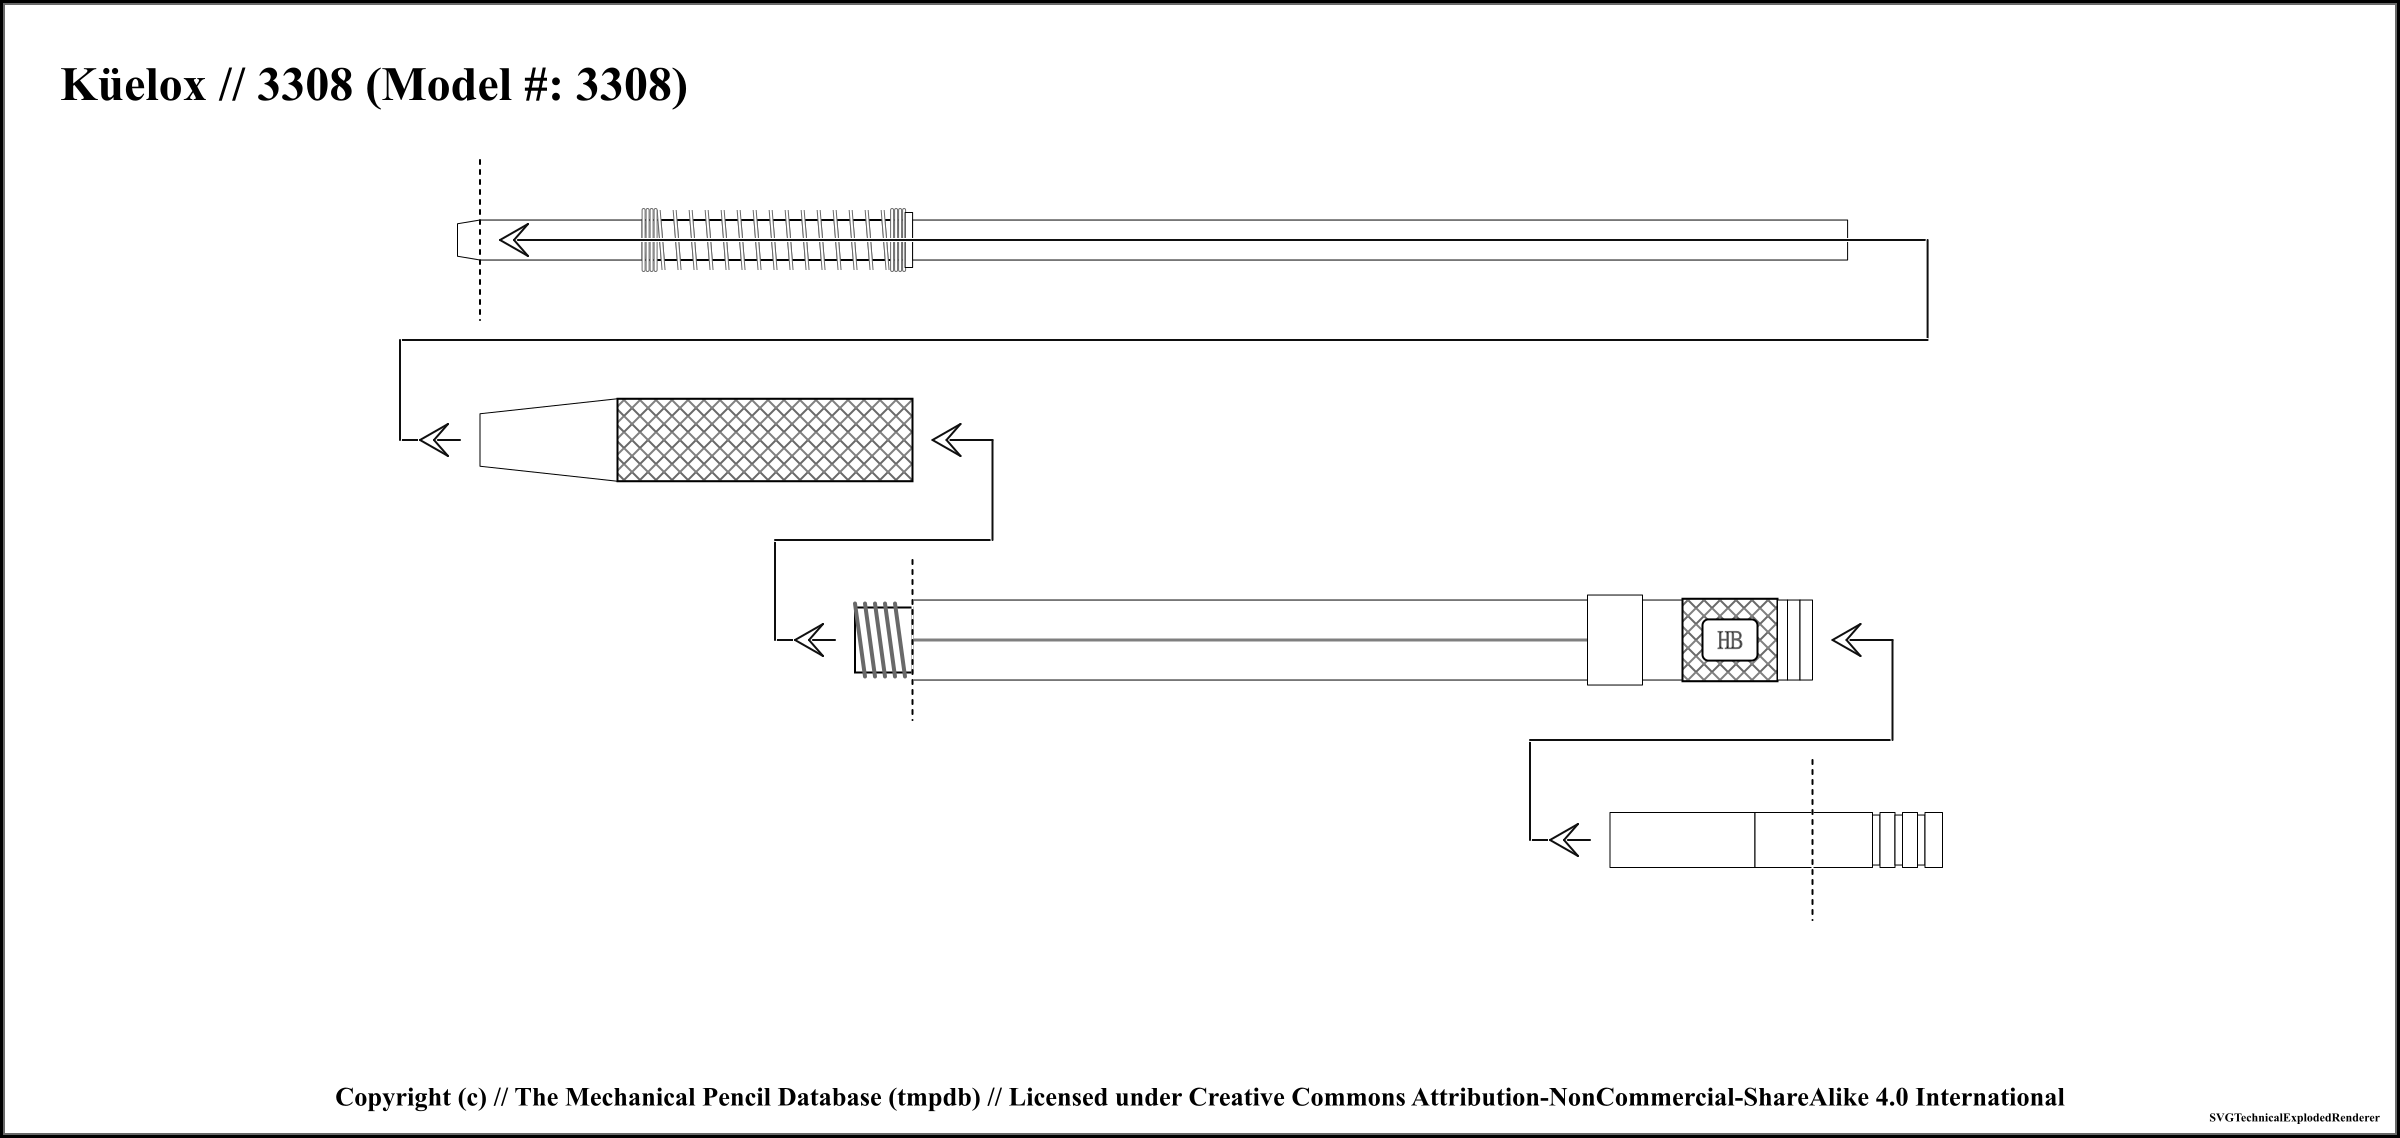 Küelox // 3308 (Model #: 3308)
HB
Copyright (c) // The Mechanical Pencil Database (tmpdb) // Licensed under Creative Commons Attribution-NonCommercial-ShareAlike 4.0 International
SVGTechnicalExplodedRenderer